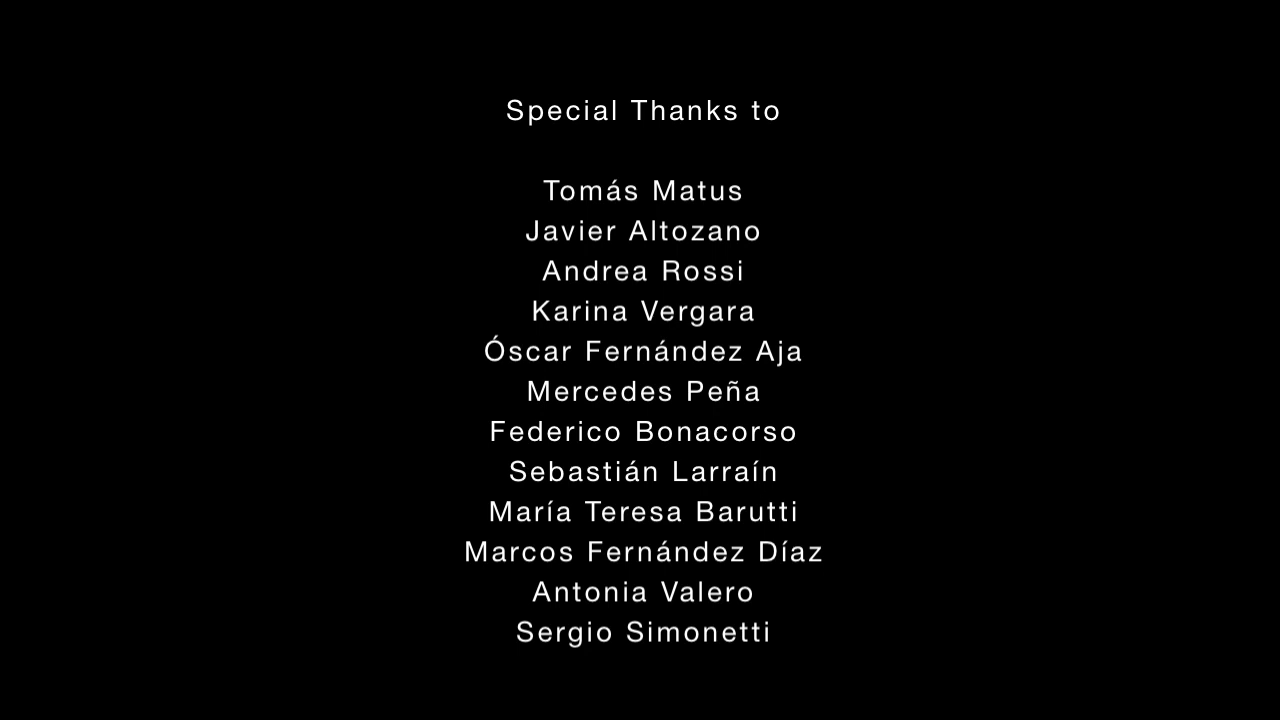 Special Thanks to
Tomás Matus
Javier Altozano
Andrea Rossi
Karina Vergara
Óscar Fernández Aja
Mercedes Peña
Federico Bonacorso
Sebastián Larraín
María Teresa Barutti
Marcos Fernández Díaz
Antonia Valero
Sergio Simonetti